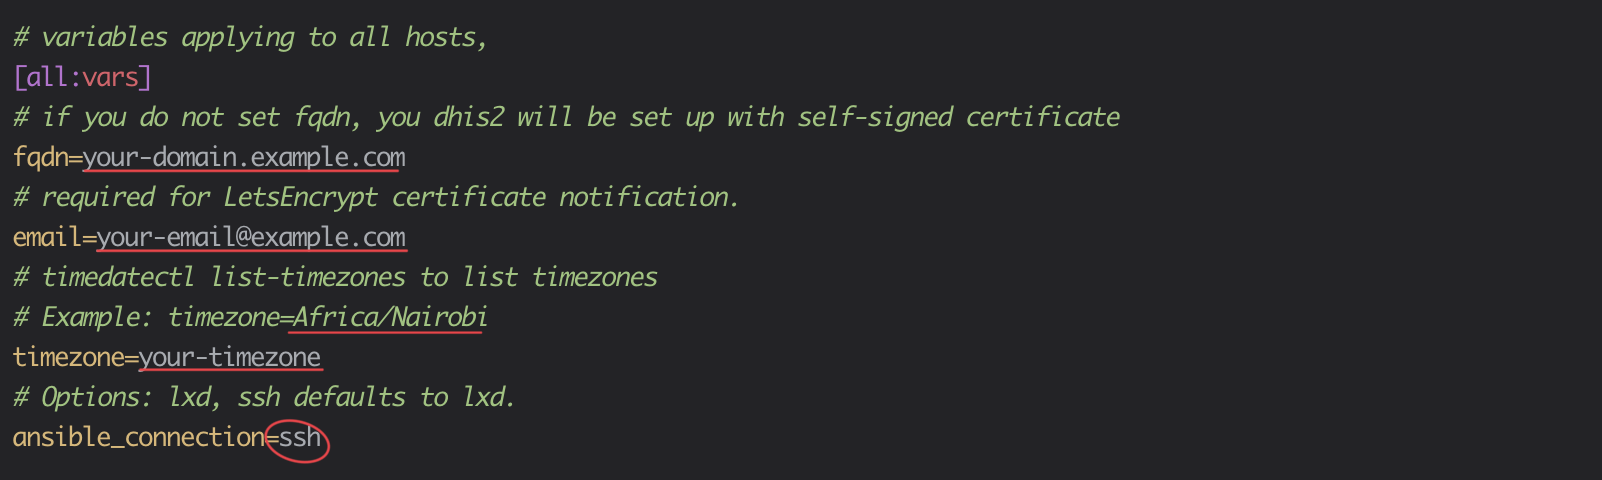 # variables applying to all hosts,
[all:vars]
# if you do not set fqdn, you dhis2 will be set up with self-signed certificate
fqdn=your-domain.example.com
# required for LetsEncrypt certificate notification.
email=your-email@example.com
# timedatectl list-timezones to list timezones
# Example: timezone=Africa/Nairobi
timezone=your-timezone
# Options: lxd, ssh defaults to lxd.
ansible_connection=ssh